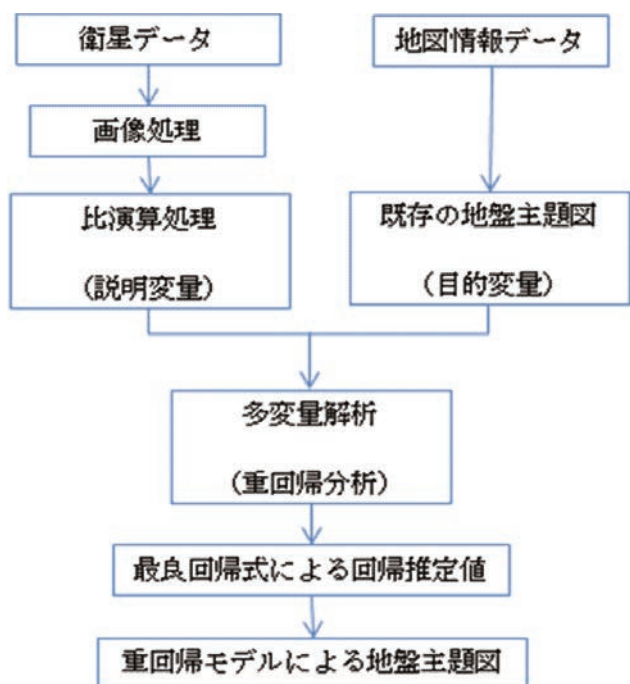 衛星データ
地図情報データ
画像処理
比演算処理
(説明変量)
既存の地盤主題図
(目的変量)
多変量解析
(重回帰分析)
最良回帰式による回帰推定値
重回帰モデルによる地盤主題図